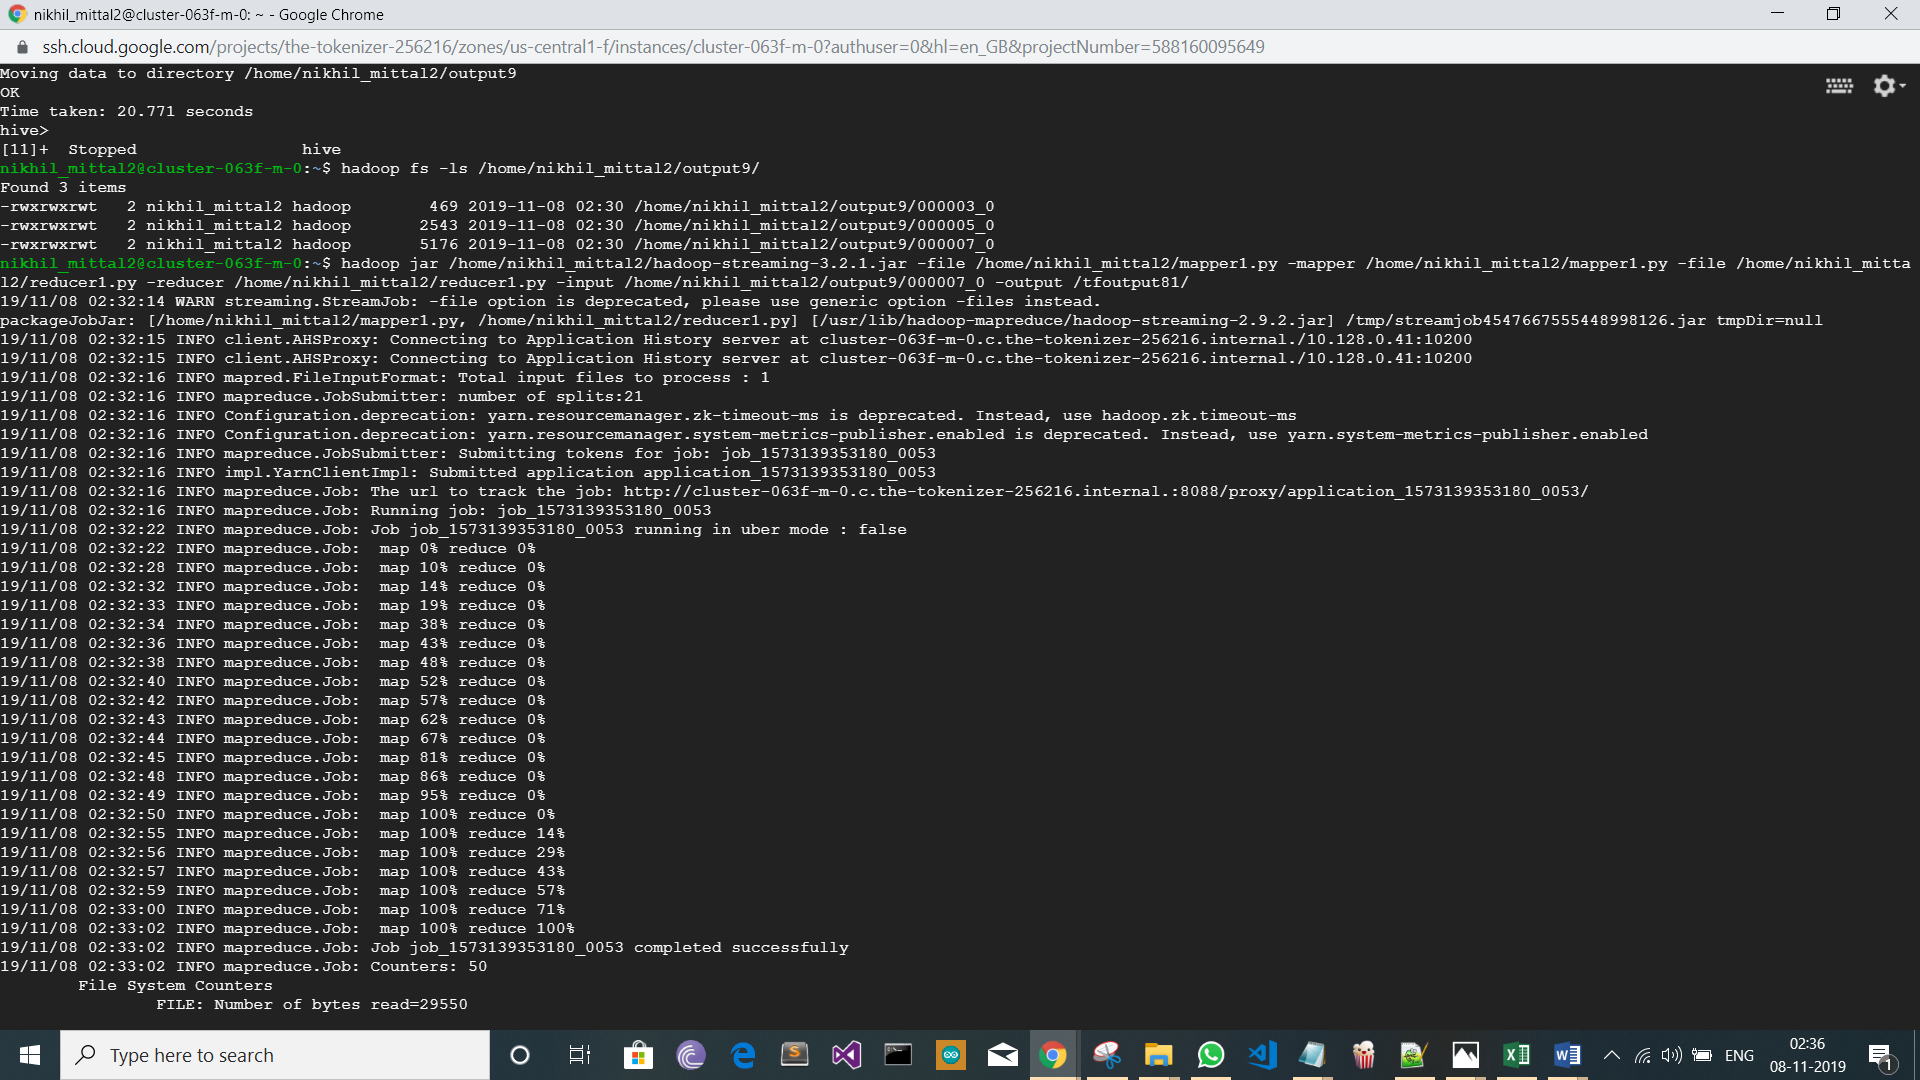 nikhil_mittal2@cluster-063f-m-0: ~ - Google Chrome
ssh.cloud.google.com/projects/the-tokenizer-256216/zones/us-central1-f/instances/cluster-063f-m-0?authuser=0&hl=en_GB&projectNumber=588160095649
Moving data to directory /home/nikhil_mittal2/output9
OK
Time taken: 20.771 seconds
hive>
[11]+  Stopped                 hive
nikhil_mittal2@cluster-063f-m-0:~$ hadoop fs -ls /home/nikhil_mittal2/output9/
Found 3 items
-rwxrwxrwt   2 nikhil_mittal2 hadoop        469 2019-11-08 02:30 /home/nikhil_mittal2/output9/000003_0
-rwxrwxrwt   2 nikhil_mittal2 hadoop       2543 2019-11-08 02:30 /home/nikhil_mittal2/output9/000005_0
-rwxrwxrwt   2 nikhil_mittal2 hadoop       5176 2019-11-08 02:30 /home/nikhil_mittal2/output9/000007_0
nikhil_mittal2@cluster-063f-m-0:~$ hadoop jar /home/nikhil_mittal2/hadoop-streaming-3.2.1.jar -file /home/nikhil_mittal2/mapper1.py -mapper /home/nikhil_mittal2/mapper1.py -file /home/nikhil_mitta
l2/reducer1.py -reducer /home/nikhil_mittal2/reducer1.py -input /home/nikhil_mittal2/output9/000007_0 -output /tfoutput81/
19/11/08 02:32:14 WARN streaming.StreamJob: -file option is deprecated, please use generic option -files instead.
packageJobJar: [/home/nikhil_mittal2/mapper1.py, /home/nikhil_mittal2/reducer1.py] [/usr/lib/hadoop-mapreduce/hadoop-streaming-2.9.2.jar] /tmp/streamjob4547667555448998126.jar tmpDir=null
19/11/08 02:32:15 INFO client.AHSProxy: Connecting to Application History server at cluster-063f-m-0.c.the-tokenizer-256216.internal./10.128.0.41:10200
19/11/08 02:32:15 INFO client.AHSProxy: Connecting to Application History server at cluster-063f-m-0.c.the-tokenizer-256216.internal./10.128.0.41:10200
19/11/08 02:32:16 INFO mapred.FileInputFormat: Total input files to process : 1
19/11/08 02:32:16 INFO mapreduce.JobSubmitter: number of splits:21
19/11/08 02:32:16 INFO Configuration.deprecation: yarn.resourcemanager.zk-timeout-ms is deprecated. Instead, use hadoop.zk.timeout-ms
19/11/08 02:32:16 INFO Configuration.deprecation: yarn.resourcemanager.system-metrics-publisher.enabled is deprecated. Instead, use yarn.system-metrics-publisher.enabled
19/11/08 02:32:16 INFO mapreduce.JobSubmitter: Submitting tokens for job: job_1573139353180_0053
19/11/08 02:32:16 INFO impl.YarnClientImpl: Submitted application application_1573139353180_0053
19/11/08 02:32:16 INFO mapreduce.Job: The url to track the job: http://cluster-063f-m-0.c.the-tokenizer-256216.internal.:8088/proxy/application_1573139353180_0053/
19/11/08 02:32:16 INFO mapreduce.Job: Running job: job_1573139353180_0053
19/11/08 02:32:22 INFO mapreduce.Job: Job job_1573139353180_0053 running in uber mode : false
19/11/08 02:32:22 INFO mapreduce.Job:  map 0% reduce 0%
19/11/08 02:32:28 INFO mapreduce.Job:  map 10% reduce 0%
19/11/08 02:32:32 INFO mapreduce.Job:  map 14% reduce 0%
19/11/08 02:32:33 INFO mapreduce.Job:  map 19% reduce 0%
19/11/08 02:32:34 INFO mapreduce.Job:  map 38% reduce 0%
19/11/08 02:32:36 INFO mapreduce.Job:  map 43% reduce 0%
19/11/08 02:32:38 INFO mapreduce.Job:  map 48% reduce 0%
19/11/08 02:32:40 INFO mapreduce.Job:  map 52% reduce 0%
19/11/08 02:32:42 INFO mapreduce.Job:  map 57% reduce 0%
19/11/08 02:32:43 INFO mapreduce.Job:  map 62% reduce 0%
19/11/08 02:32:44 INFO mapreduce.Job:  map 67% reduce 0%
19/11/08 02:32:45 INFO mapreduce.Job:  map 81% reduce 0%
19/11/08 02:32:48 INFO mapreduce.Job:  map 86% reduce 0%
19/11/08 02:32:49 INFO mapreduce.Job:  map 95% reduce 0%
19/11/08 02:32:50 INFO mapreduce.Job:  map 100% reduce 0%
19/11/08 02:32:55 INFO mapreduce.Job:  map 100% reduce 14%
19/11/08 02:32:56 INFO mapreduce.Job:  map 100% reduce 29%
19/11/08 02:32:57 INFO mapreduce.Job:  map 100% reduce 43%
19/11/08 02:32:59 INFO mapreduce.Job:  map 100% reduce 57%
19/11/08 02:33:00 INFO mapreduce.Job:  map 100% reduce 71%
19/11/08 02:33:02 INFO mapreduce.Job:  map 100% reduce 100%
19/11/08 02:33:02 INFO mapreduce.Job: Job job_1573139353180_0053 completed successfully
19/11/08 02:33:02 INFO mapreduce.Job: Counters: 50
        File System Counters
                FILE: Number of bytes read=29550
Type here to search
ENG
02:36
08-11-2019
1